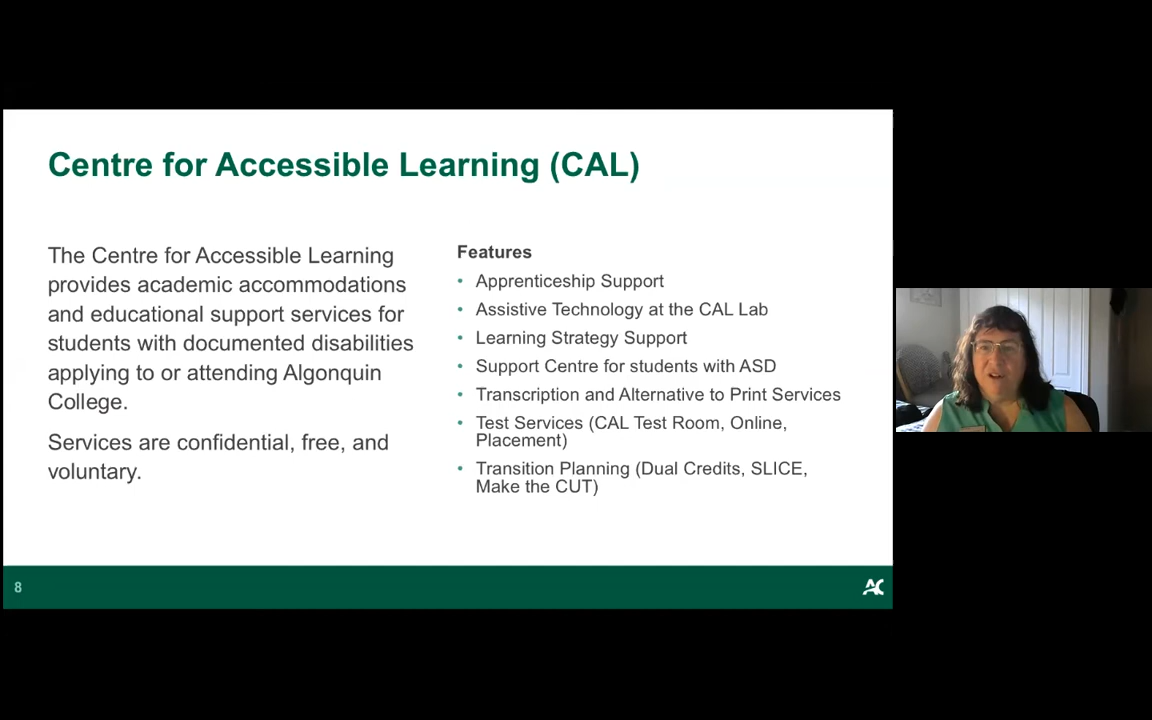 Centre for Accessible Learning (CAL)
The Centre for Accessible Learning
provides academic accommodations
and educational support services for
students with documented disabilities
applying to or attending Algonquin
College.
Services are confidential, free, and
voluntary.
Features
• Apprenticeship Support
• Assistive Technology at the CAL Lab
• Learning Strategy Support
• Support Centre for students with ASD
• Transcription and Alternative to Print Services
• Test Services (CAL Test Room, Online,
Placement)
• Transition Planning (Dual Credits, SLICE,
Make the CUT)
8
AC